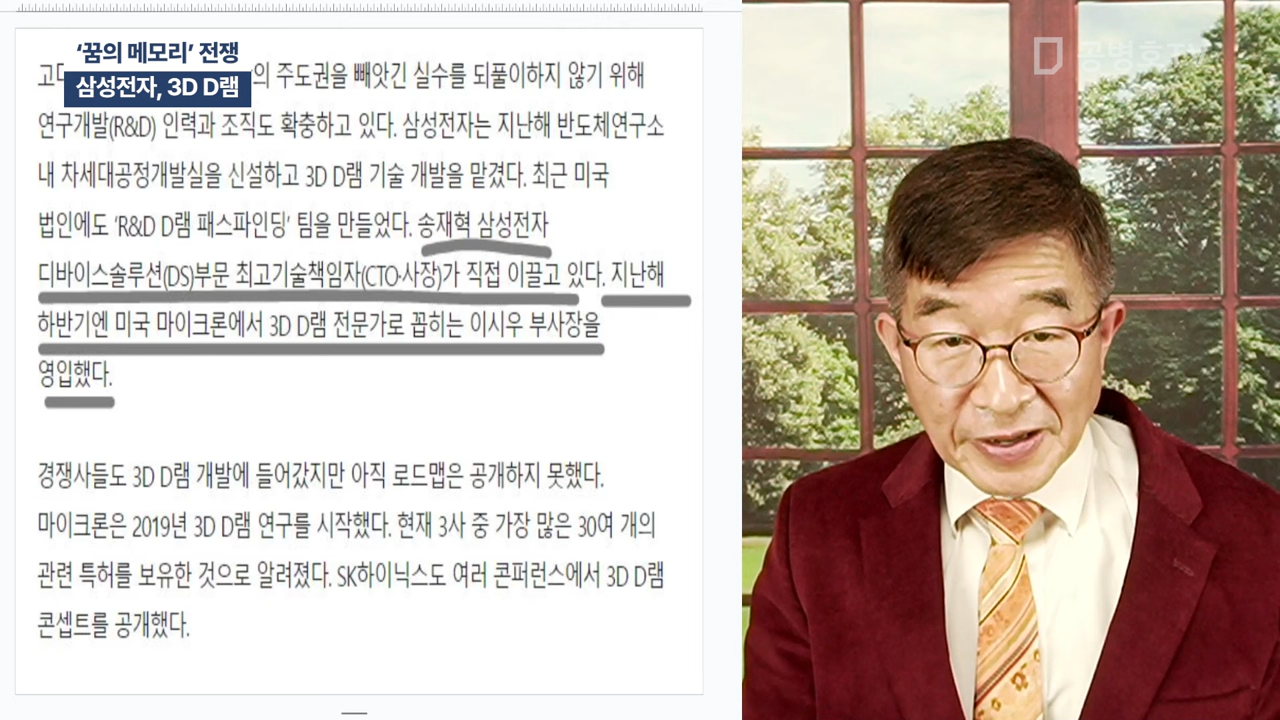 ‘꿈의 메모리’ 전쟁
삼성전자, 3D D램
의 주도권을 빼앗긴 실수를 되풀이하지 않기 위해
연구개발(R&D) 인력과 조직도 확충하고 있다. 삼성전자는 지난해 반도체연구소
내 차세대공정개발실을 신설하고 3D D램 기술 개발을 맡겼다. 최근 미국
법인에도 ‘R&D D램 패스파인딩’ 팀을 만들었다. 송재혁 삼성전자
디바이스솔루션(DS)부문 최고기술책임자(CTO·사장)가 직접 이끌고 있다. 지난해
하반기엔 미국 마이크론에서 3D D램 전문가로 꼽히는 이시우 부사장을
영입했다.
경쟁사들도 3D D램 개발에 들어갔지만 아직 로드맵은 공개하지 못했다.
마이크론은 2019년 3D D램 연구를 시작했다. 현재 3사 중 가장 많은 30여 개의
관련 특허를 보유한 것으로 알려졌다. SK하이닉스도 여러 콘퍼런스에서 3D D램
콘셉트를 공개했다.